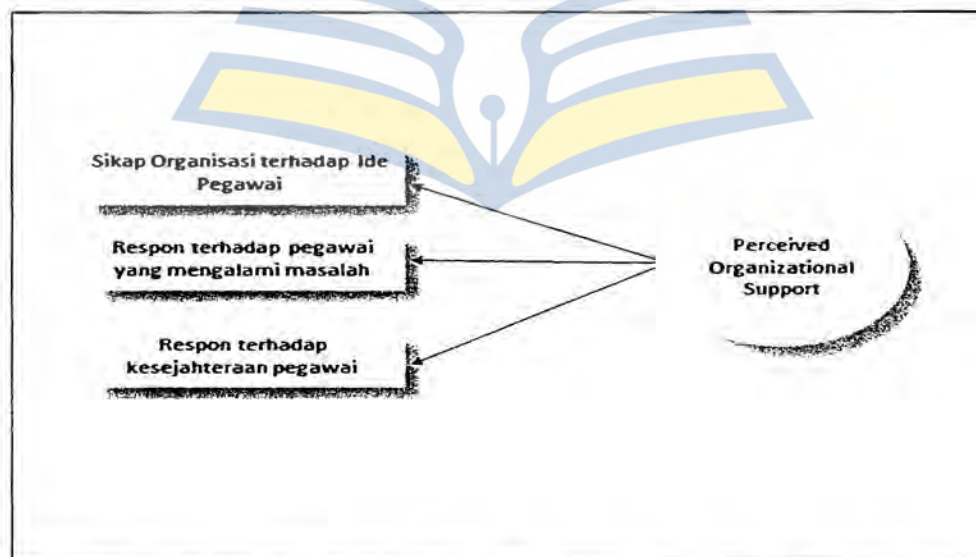 Sikap Organisasi terhadap Ide
Pegawai
Respon terhadap pegawai
yang mengalami masalah
Respon terhadap
kesejahteraan pegawai
Perceived
Organizational
Support